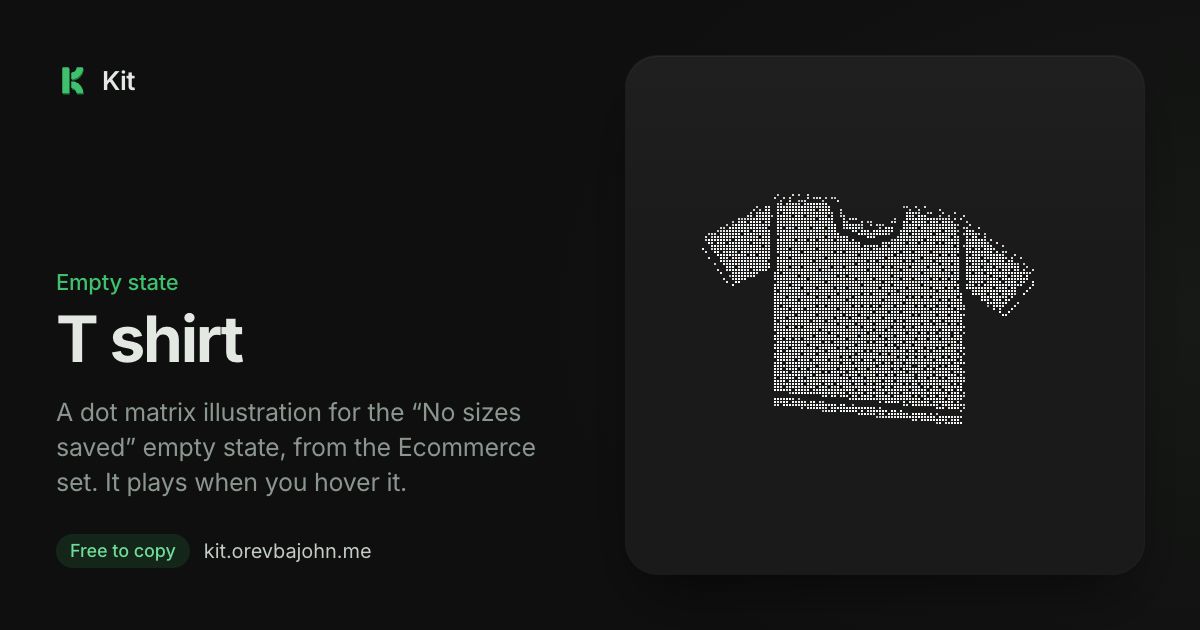 Kit
Empty state
T shirt
A dot matrix illustration for the “No sizes
saved” empty state, from the Ecommerce
set. It plays when you hover it.
Free to copy
kit.orevbajohn.me